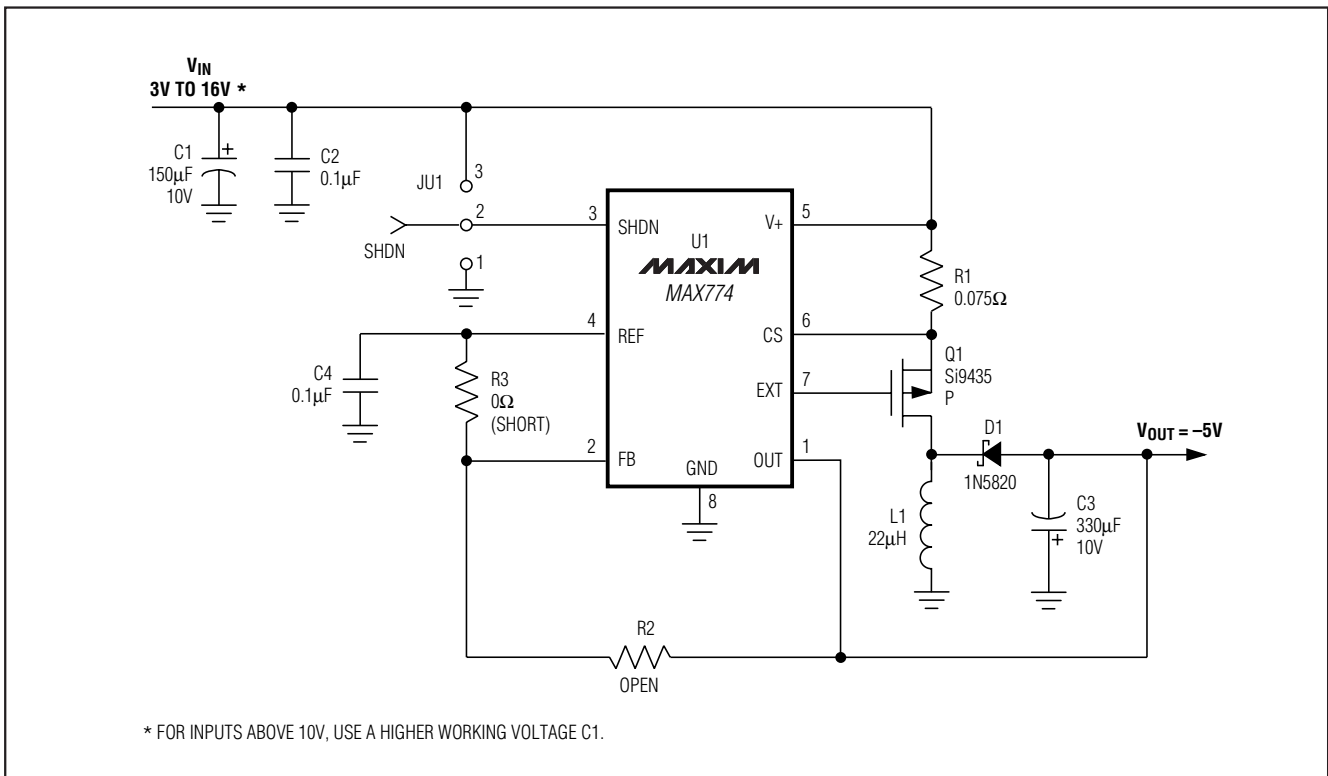 VIN
3V TO 16V *
C1
150µF
10V
+
C2
0.1µF
JU1
3
2
1
SHDN
3
SHDN
U1
MAXIM
MAX774
V+
5
R1
0.075Ω
4
REF
CS
6
C4
0.1µF
R3
0Ω
(SHORT)
EXT
7
Q1
Si9435
P
2
FB
GND
8
OUT
1
D1
1N5820
VOUT = –5V
L1
22µH
C3
330µF
10V
+
R2
OPEN
* FOR INPUTS ABOVE 10V, USE A HIGHER WORKING VOLTAGE C1.